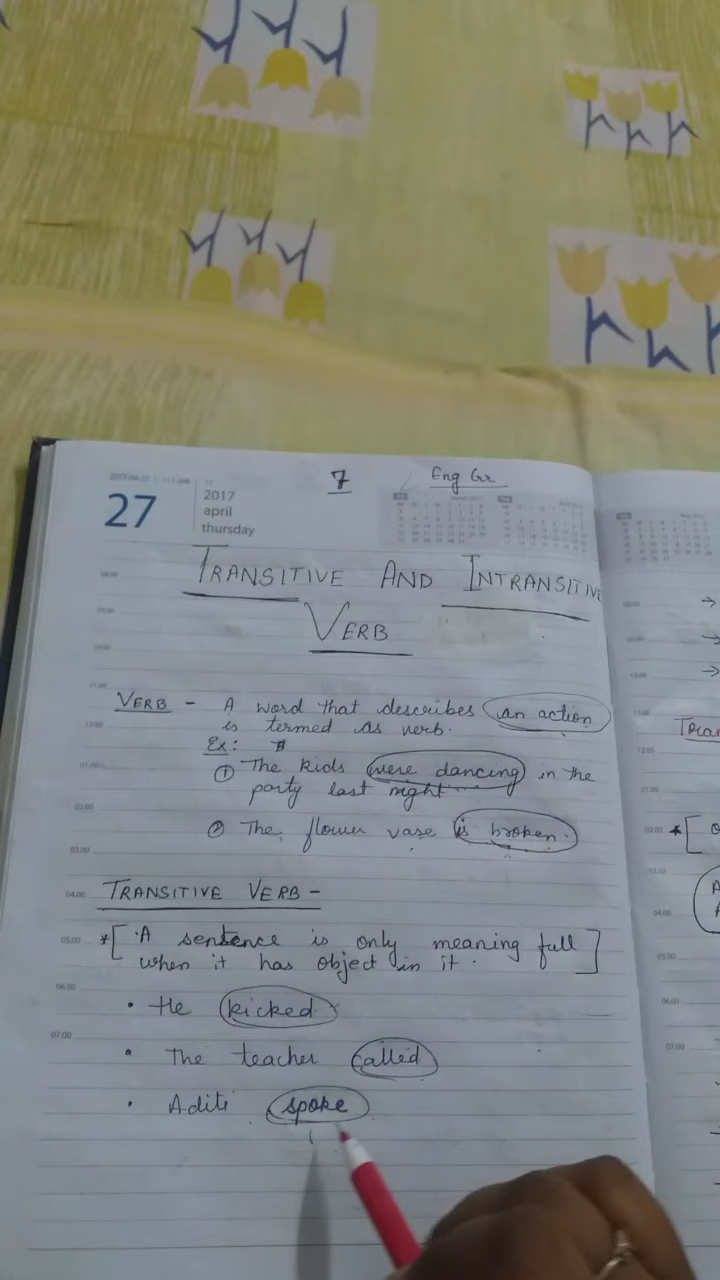 27
2017
april
thursday
7
Eng Gr
TRANSITIVE AND INTRANSITIVE
VERB
VERB - A word that describes an action
is termed as verb.
Ex:
① The kids were dancing in the
party last night
② The flower vase is broken.
TRANSITIVE VERB -
*[ A sentence is only meaning full ]
when it has object in it.
• He kicked
• The teacher called
• Aditi spoke